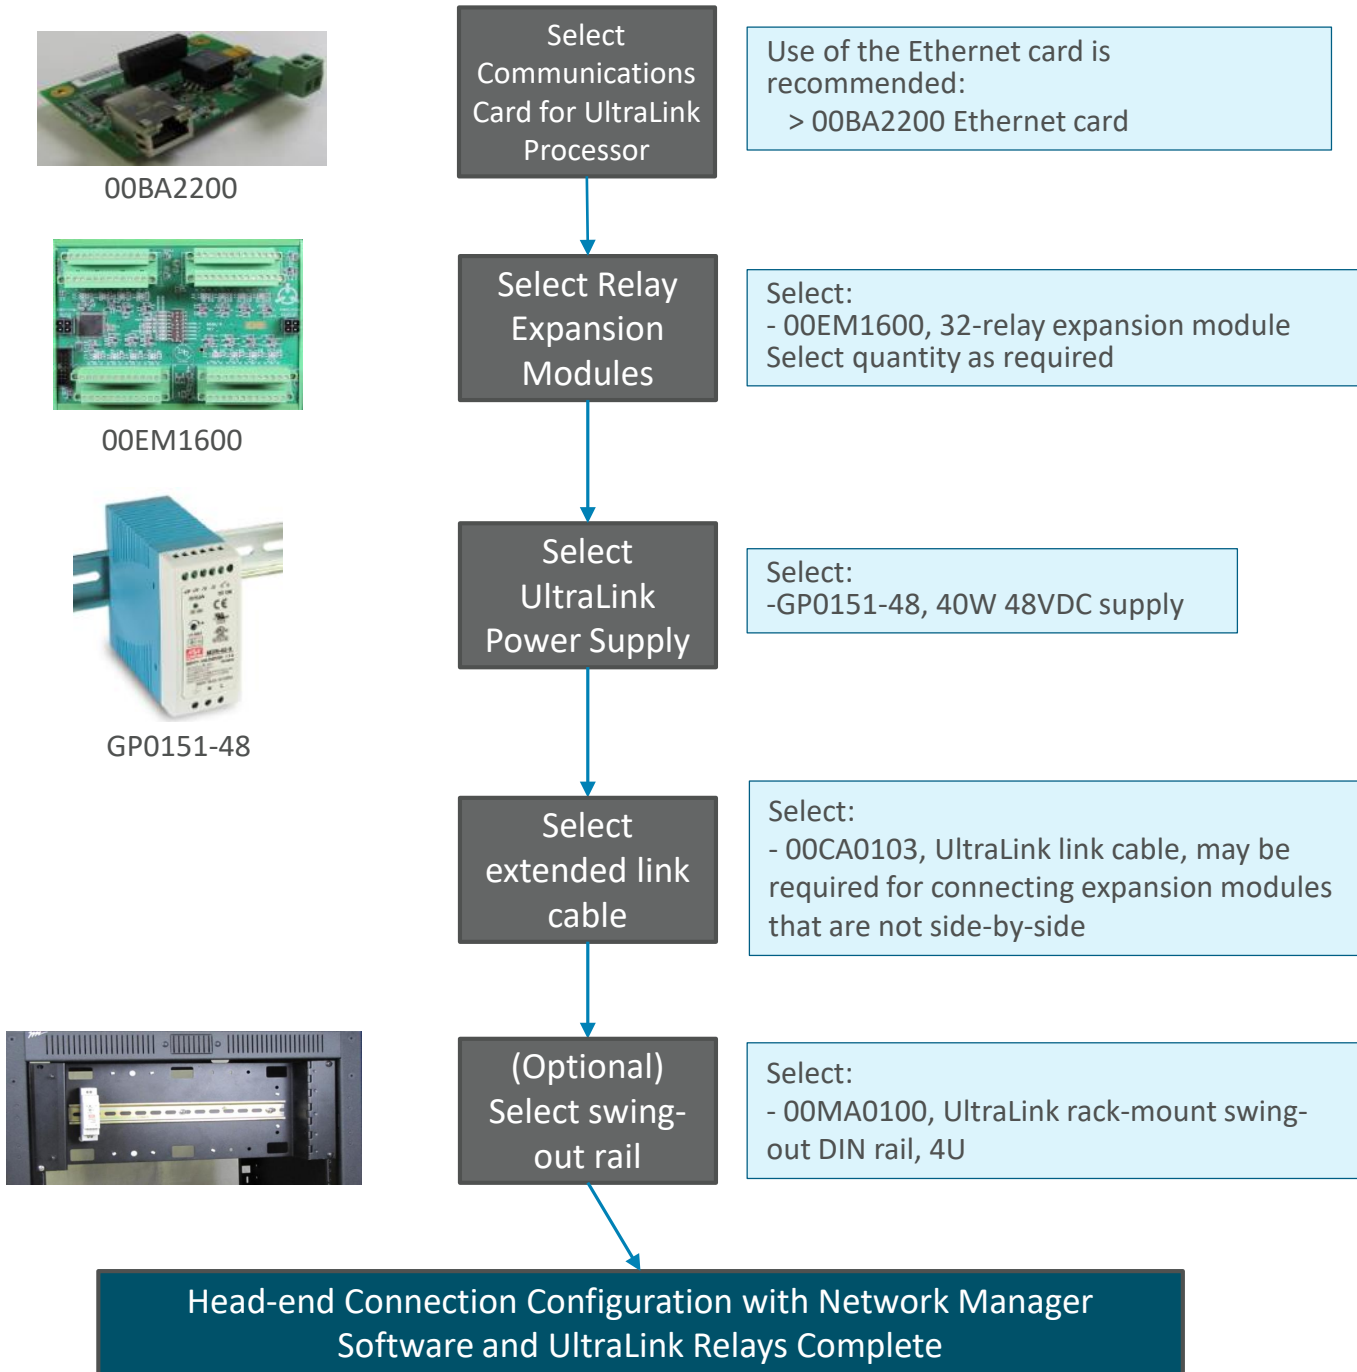 Select
Communications
Card for UltraLink
Processor
Use of the Ethernet card is
recommended:
> 00BA2200 Ethernet card
00BA2200
Select Relay
Expansion
Modules
Select:
- 00EM1600, 32-relay expansion module
Select quantity as required
00EM1600
Select
UltraLink
Power Supply
Select:
-GP0151-48, 40W 48VDC supply
GP0151-48
Select
extended link
cable
Select:
- 00CA0103, UltraLink link cable, may be
required for connecting expansion modules
that are not side-by-side
(Optional)
Select swing-
out rail
Select:
- 00MA0100, UltraLink rack-mount swing-
out DIN rail, 4U
Head-end Connection Configuration with Network Manager
Software and UltraLink Relays Complete